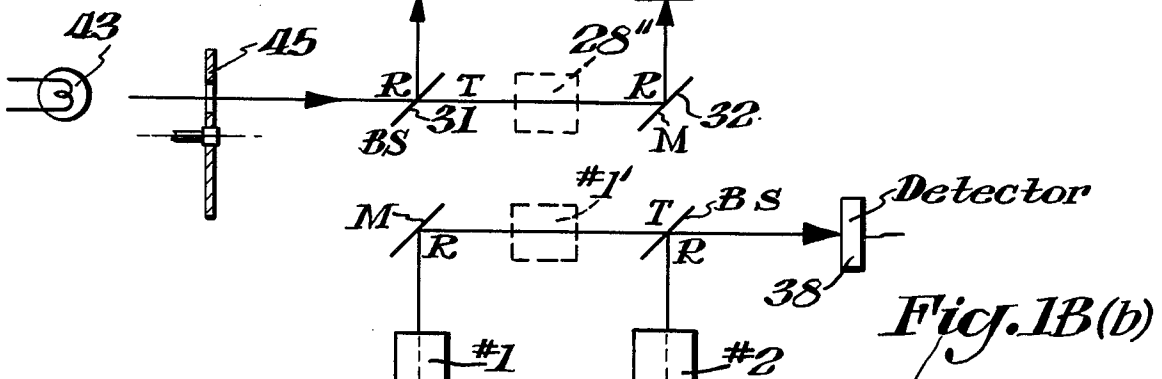 43
45
28"
R
T
R
31
32
BS
M
#1'
BS
Detector
M
T
R
R
38
Fig.1B(b)
#1
#2